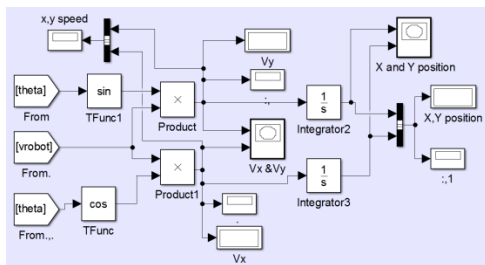 x,y speed
Vy
X and Y position
[theta]
sin
×
:,
1
s
From
TFunc1
Product
Integrator2
X,Y position
[vrobot]
From.
×
Vx &Vy
1
s
Product1
Integrator3
:,1
[theta]
cos
From.,.
TFunc
.
Vx